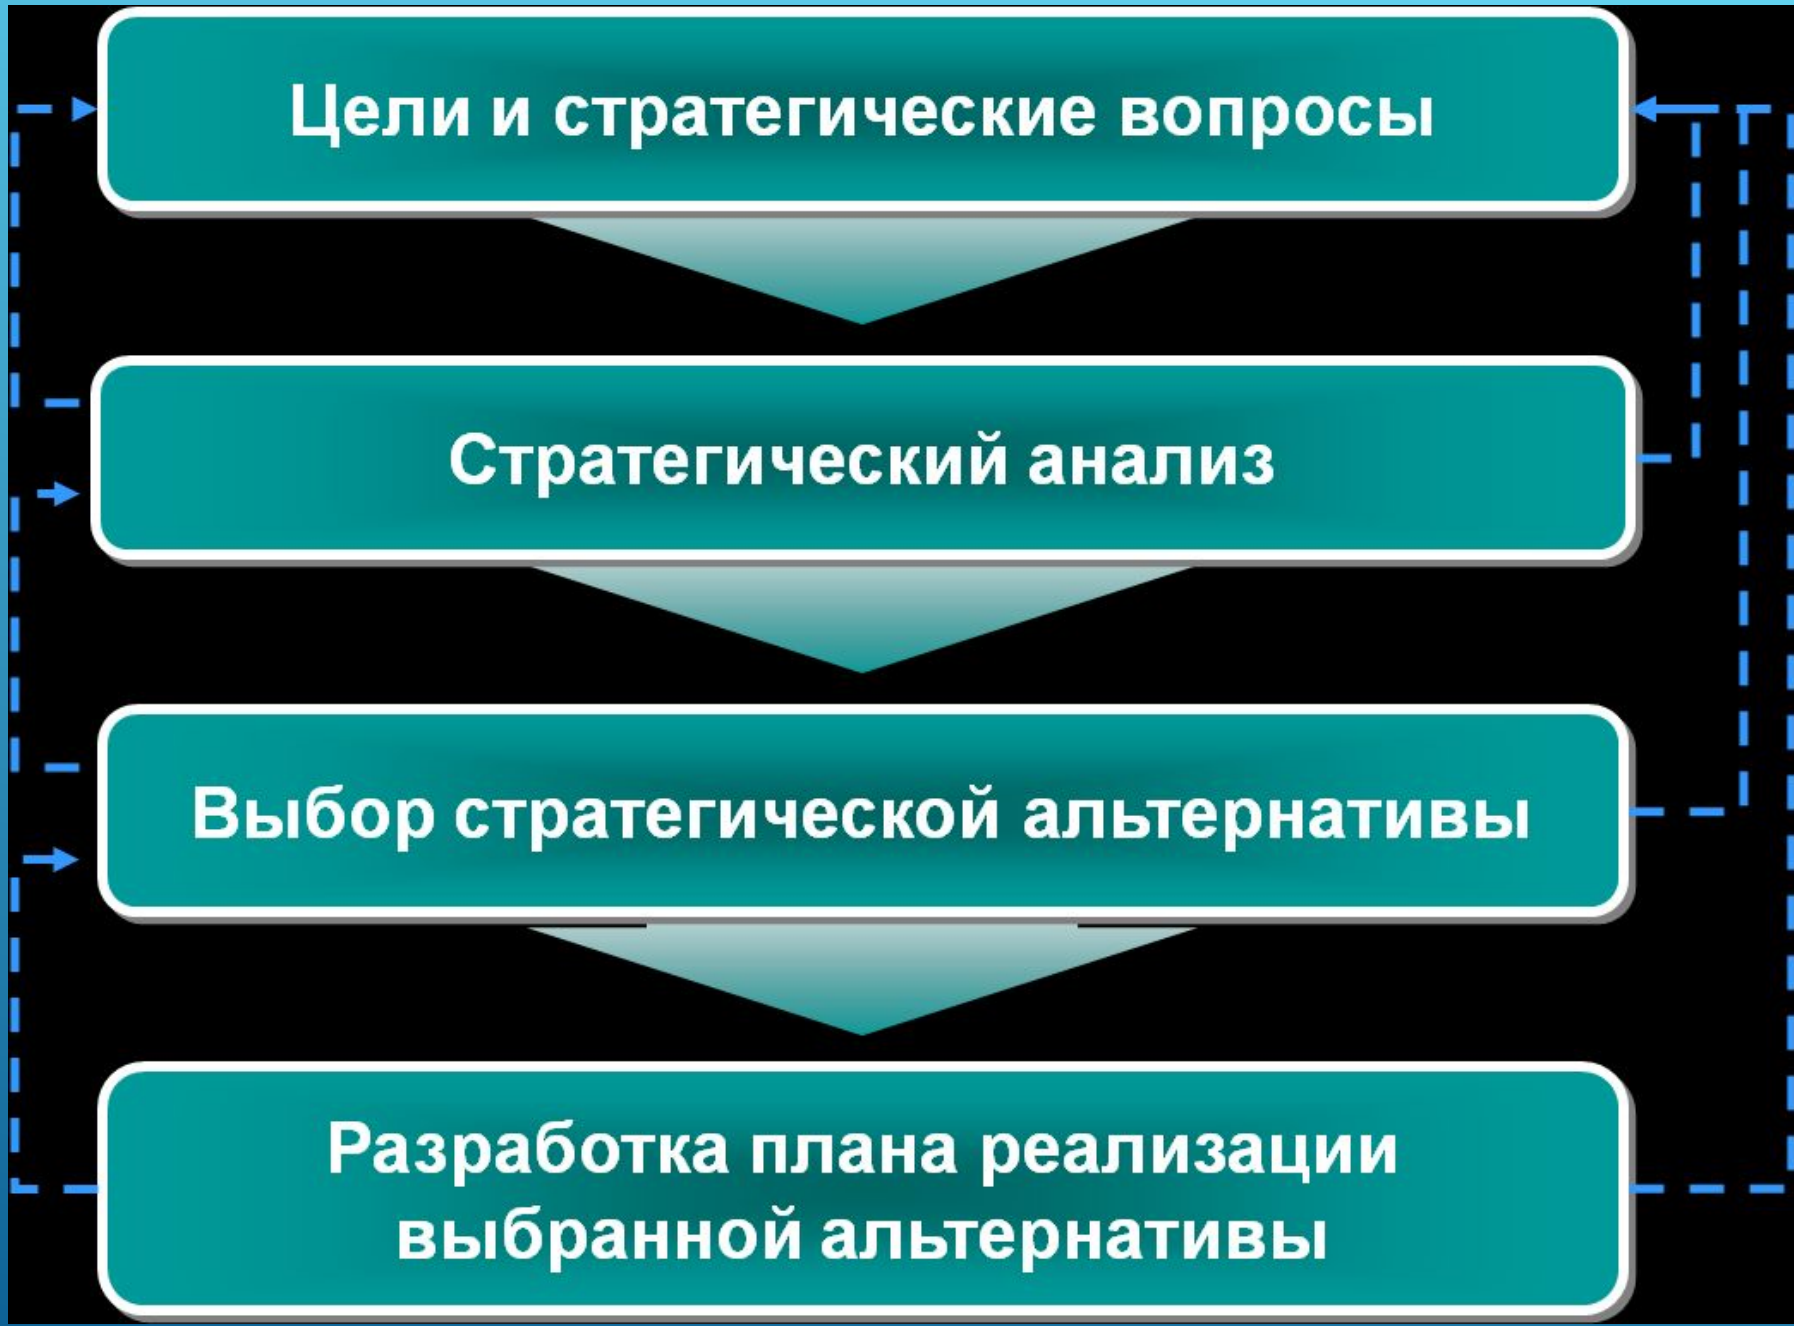 Цели и стратегические вопросы
Стратегический анализ
Выбор стратегической альтернативы
Разработка плана реализации
выбранной альтернативы